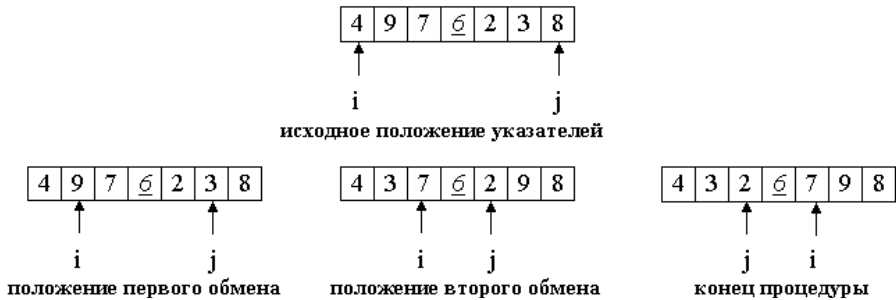 4 9 7 6 2 3 8
i j
исходное положение указателей
4 9 7 6 2 3 8 4 3 7 6 2 9 8 4 3 2 6 7 9 8
i j i j j i
положение первого обмена положение второго обмена конец процедуры